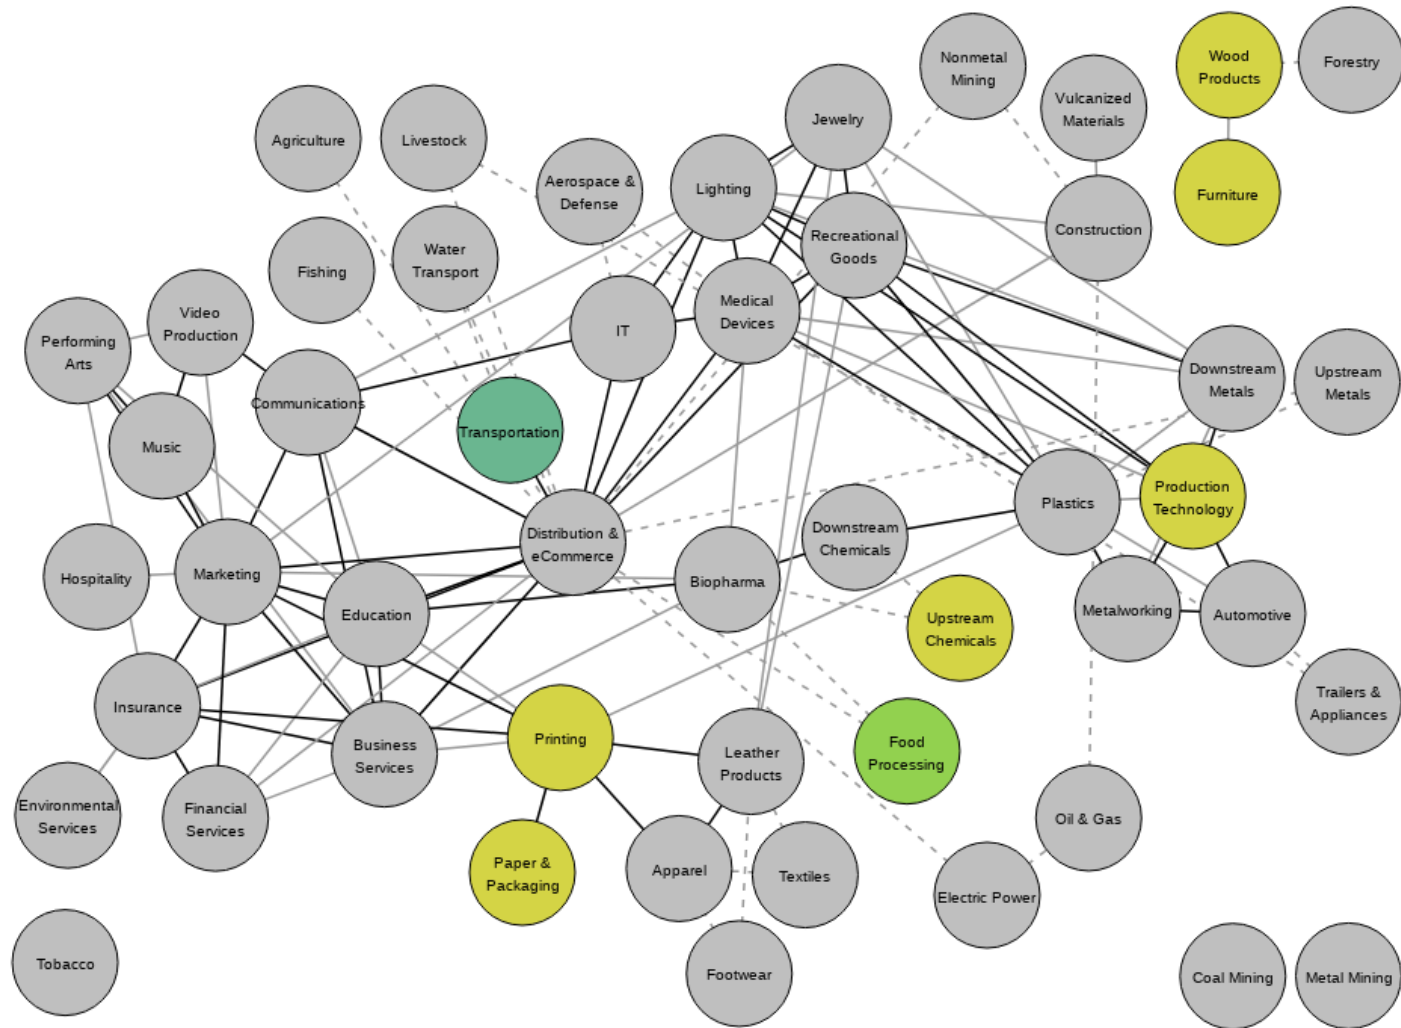 Wood
Products
Forestry
Nonmetal
Mining
Vulcanized
Materials
Jewelry
Agriculture
Livestock
Aerospace &
Defense
Lighting
Furniture
Recreational
Goods
Construction
Water
Transport
Fishing
Video
Production
Performing
Arts
IT
Medical
Devices
Downstream
Metals
Upstream
Metals
Communications
Transportation
Music
Production
Technology
Plastics
Distribution &
eCommerce
Downstream
Chemicals
Hospitality
Marketing
Biopharma
Education
Upstream
Chemicals
Metalworking
Automotive
Insurance
Trailers &
Appliances
Business
Services
Printing
Leather
Products
Food
Processing
Environmental
Services
Financial
Services
Oil & Gas
Paper &
Packaging
Apparel
Textiles
Electric Power
Tobacco
Footwear
Coal Mining
Metal Mining